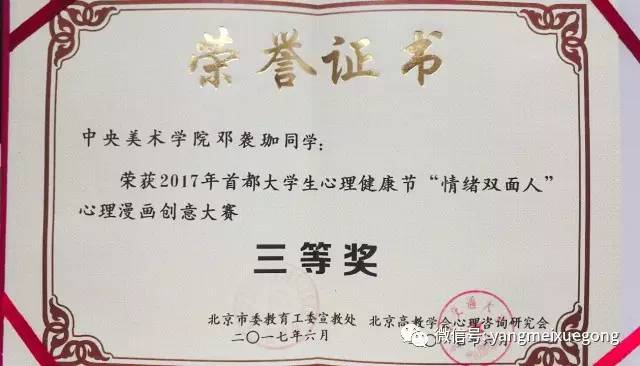 荣誉证书
中央美术学院邓袭珈同学:
荣获2017年首都大学生心理健康节“情绪双面人”
心理漫画创意大赛
三等奖
北京市委教育工委宣教处 北京高教学会心理咨询研究会
二〇一七年六月
微信号: yangmeixuegong